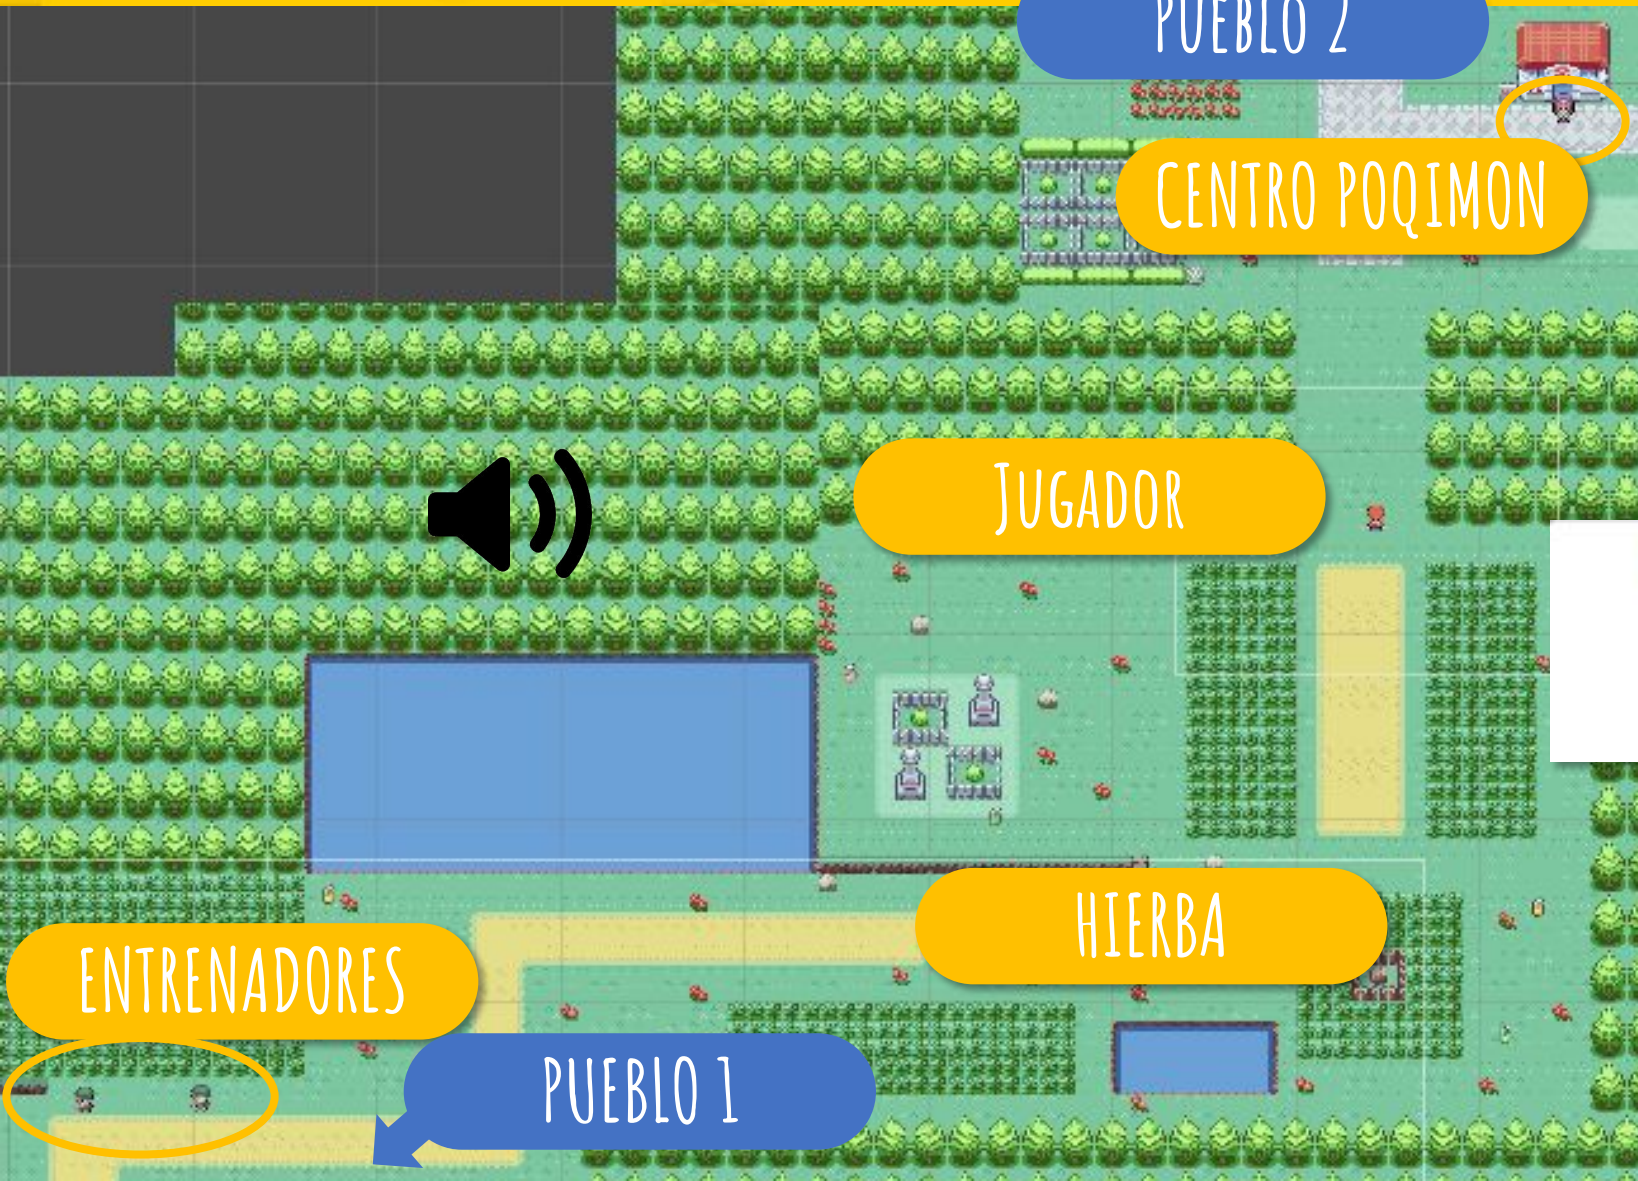 PUEBLO 2
CENTRO POQIMON
JUGADOR
HIERBA
ENTRENADORES
PUEBLO 1